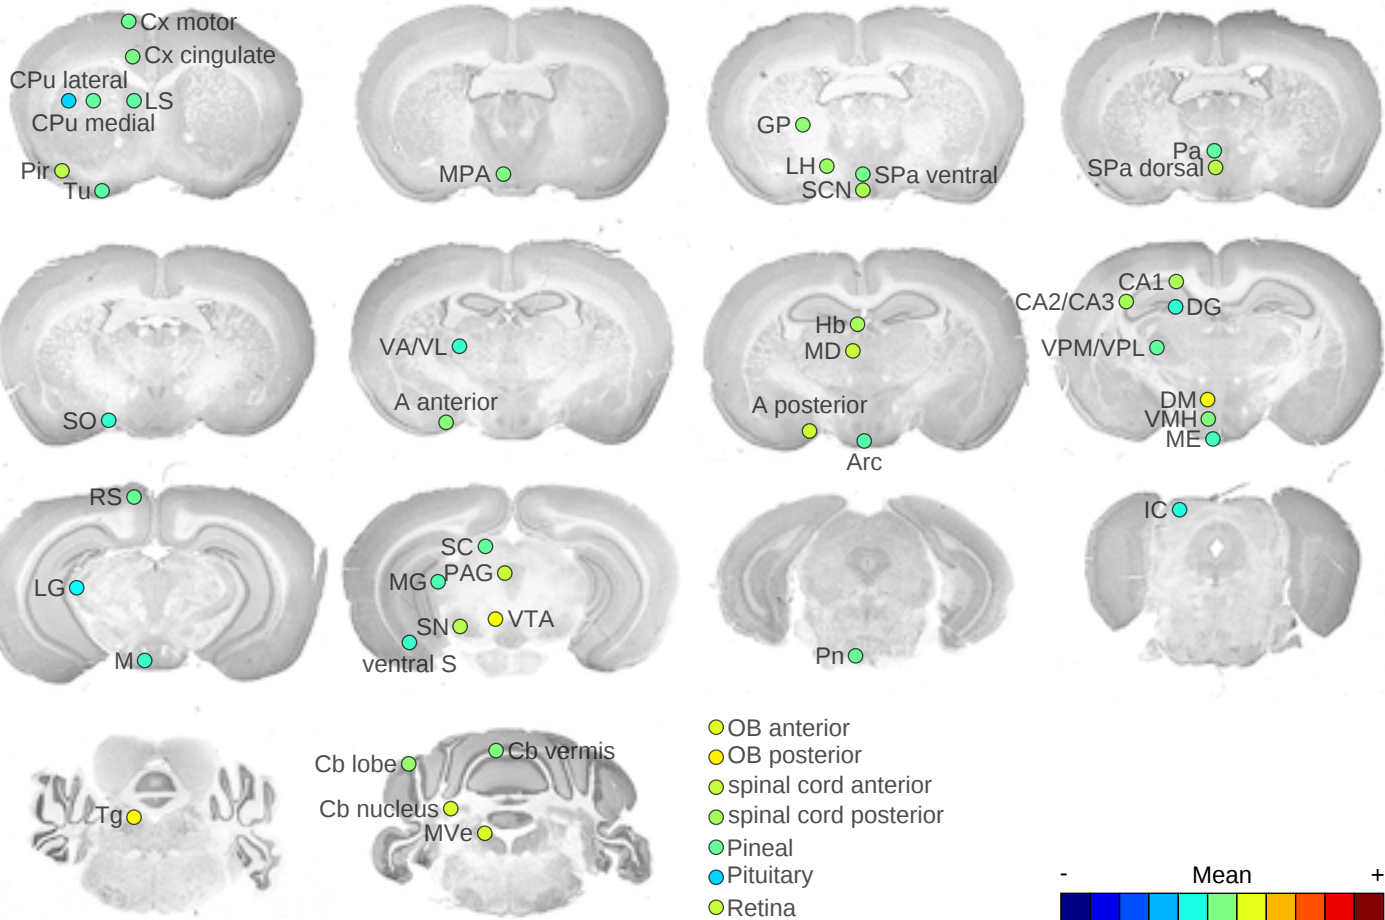 Cx motor
Cx cingulate
CPu lateral
LS
CPu medial
Pir
Tu
MPA
GP
LH
SPa ventral
SCN
Pa
SPa dorsal
SO
VA/VL
A anterior
Hb
MD
A posterior
Arc
CA1
CA2/CA3
DG
VPM/VPL
DM
VMH
ME
RS
LG
M
SC
MG
PAG
SN
VTA
ventral S
Pn
IC
Tg
Cb vermis
Cb lobe
Cb nucleus
MVe
OB anterior
OB posterior
spinal cord anterior
spinal cord posterior
Pineal
Pituitary
Retina
- Mean +